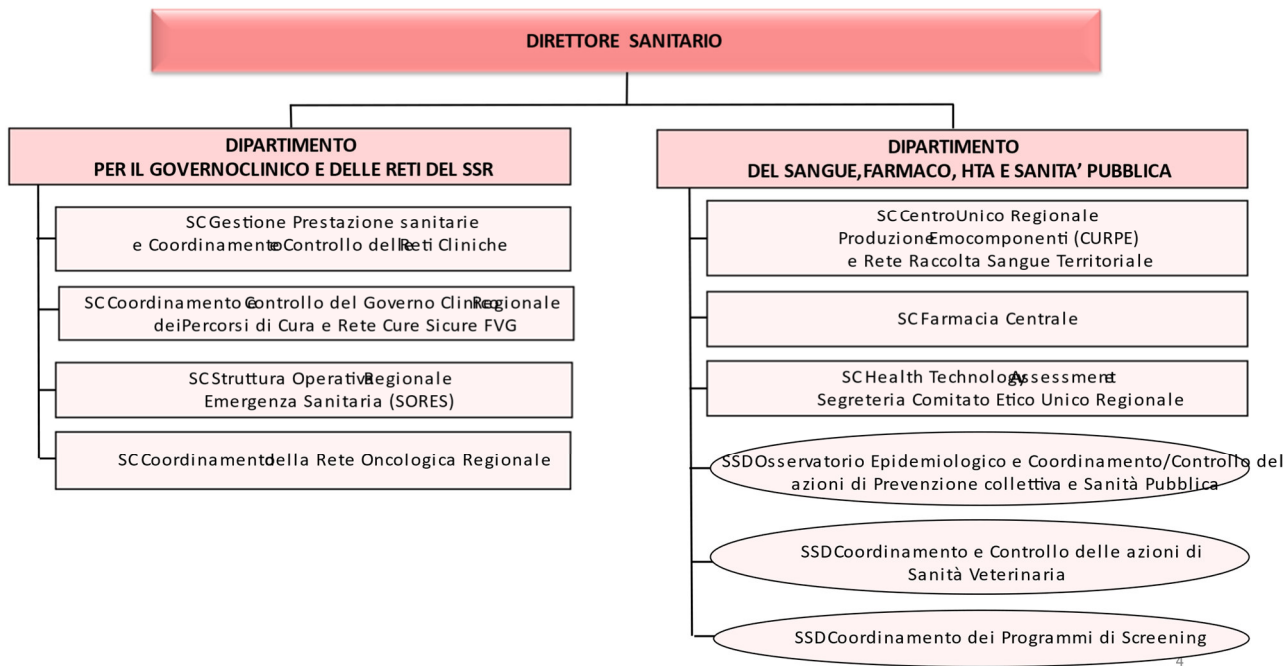 DIRETTORE SANITARIO
DIPARTIMENTO
PER IL GOVERNOCLINICO E DELLE RETI DEL SSR
SC Gestione Prestazione sanitarie
e Coordinamento e Controllo delle Reti Cliniche
SC Coordinamento e Controllo del Governo Clinico Regionale
dei Percorsi di Cura e Rete Cure Sicure FVG
SC Struttura Operativa Regionale
Emergenza Sanitaria (SORES)
SC Coordinamento della Rete Oncologica Regionale
DIPARTIMENTO
DEL SANGUE,FARMACO, HTA E SANITA’ PUBBLICA
SC Centro Unico Regionale
Produzione Emocomponenti (CURPE)
e Rete Raccolta Sangue Territoriale
SC Farmacia Centrale
SC Health Technology Assessment e
Segreteria Comitato Etico Unico Regionale
SSD Osservatorio Epidemiologico e Coordinamento/Controllo del
azioni di Prevenzione collettiva e Sanità Pubblica
SSD Coordinamento e Controllo delle azioni di
Sanità Veterinaria
SSD Coordinamento dei Programmi di Screening
4